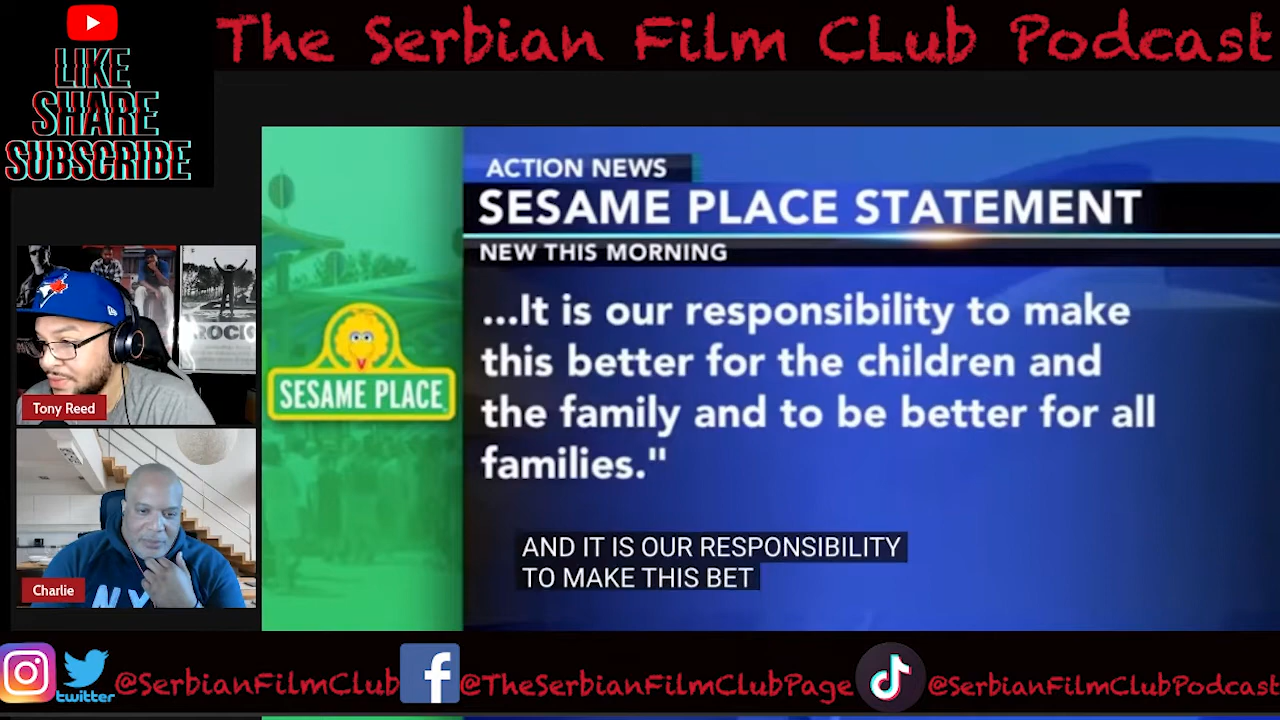 The Serbian Film CLub Podcast
LIKE
SHARE
SUBSCRIBE
ACTION NEWS
SESAME PLACE STATEMENT
NEW THIS MORNING
...It is our responsibility to make
this better for the children and
the family and to be better for all
families."
SESAME PLACE
AND IT IS OUR RESPONSIBILITY
TO MAKE THIS BET
Tony Reed
Charlie
twitter
@SerbianFilmClub
@TheSerbianFilmClubPage
@SerbianFilmClubPodcast